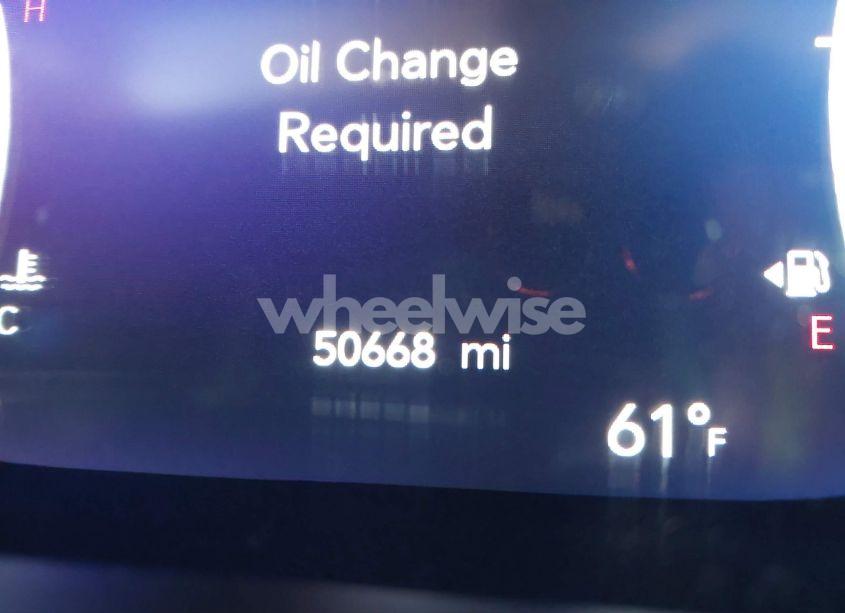 H
Oil Change
Required
C
wheelwise
E
50668 mi
61°F